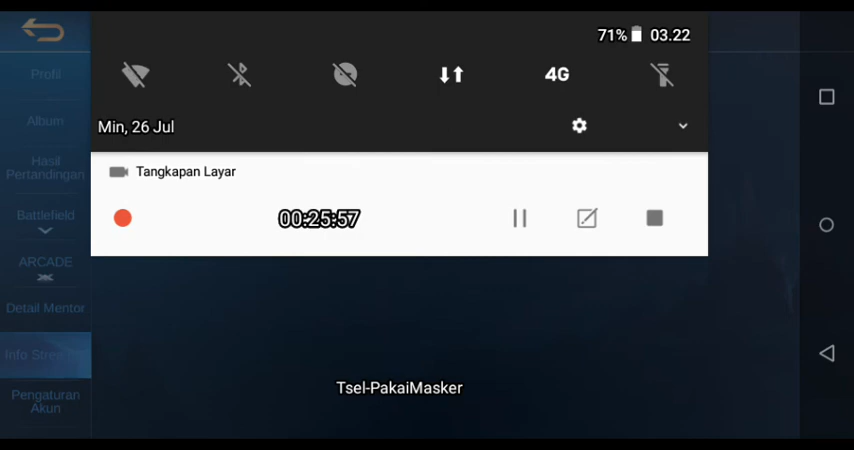 71% 03.22
4G
Min, 26 Jul
Tangkapan Layar
00:25:57
Profil
Album
Hasil
Pertandingan
Battlefield
ARCADE
Detail Mentor
Info
Pengaturan
Akun
Tsel-PakaiMasker